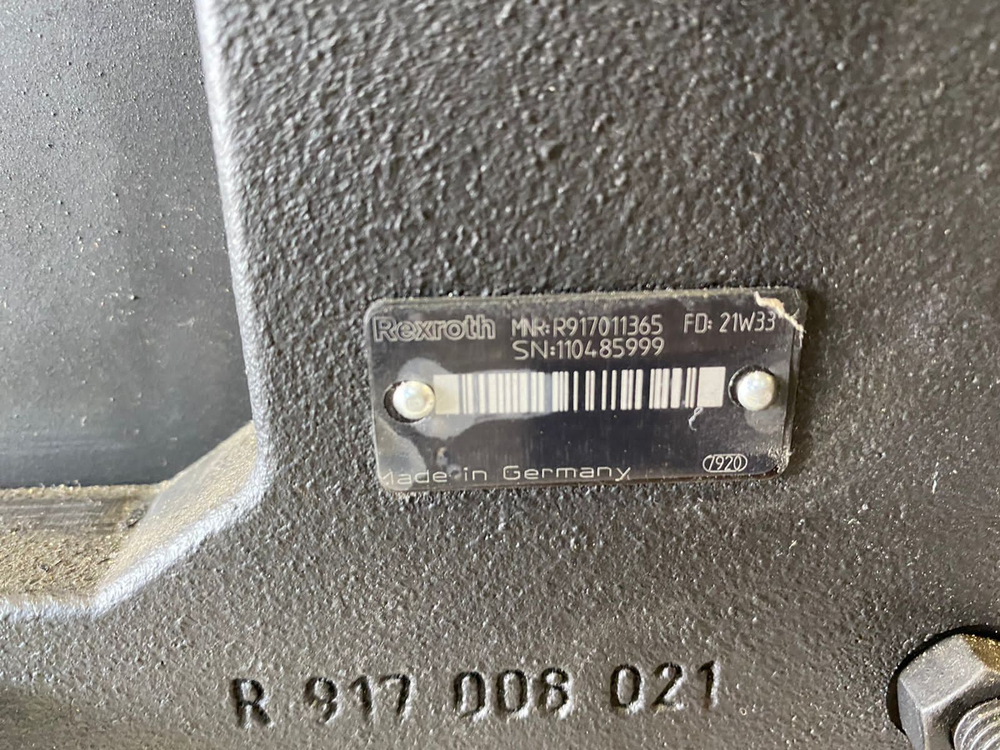 Rexroth MNR:R917011365 FD: 21W33
SN:110485999
Made in Germany 7920
R 917 008 021